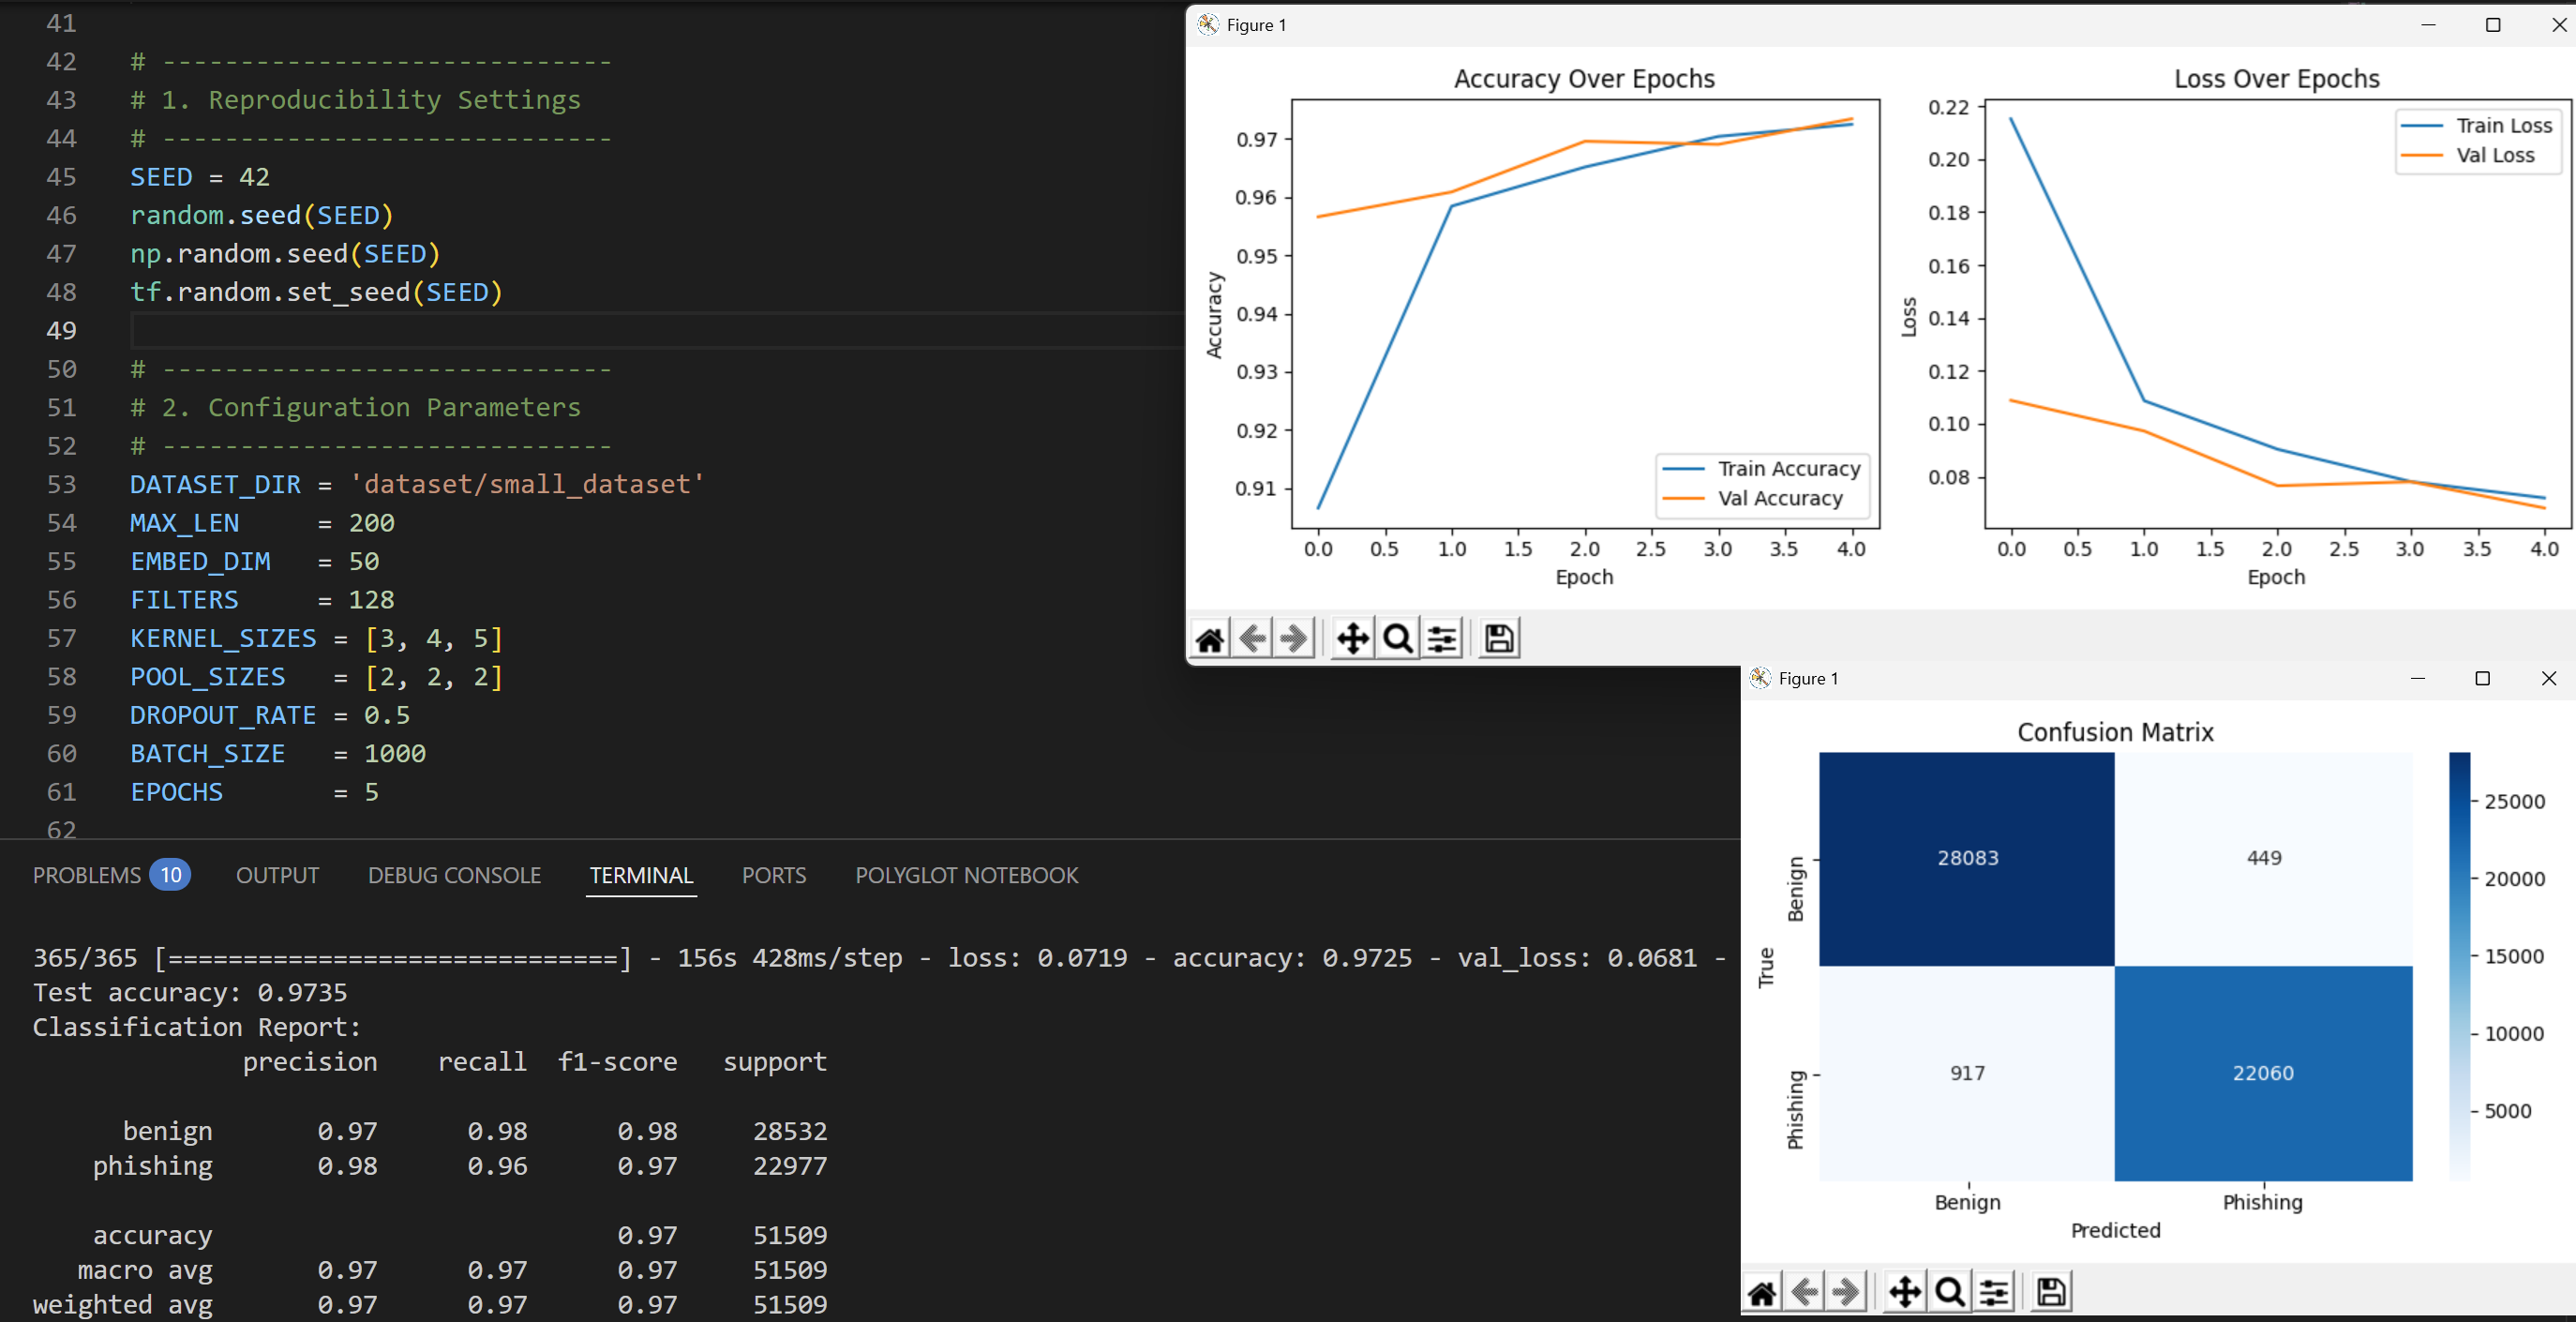 41
42 # -----------------------------
43 # 1. Reproducibility Settings
44 # -----------------------------
45 SEED = 42
46 random.seed(SEED)
47 np.random.seed(SEED)
48 tf.random.set_seed(SEED)
49
50 # -----------------------------
51 # 2. Configuration Parameters
52 # -----------------------------
53 DATASET_DIR = 'dataset/small_dataset'
54 MAX_LEN     = 200
55 EMBED_DIM   = 50
56 FILTERS     = 128
57 KERNEL_SIZES = [3, 4, 5]
58 POOL_SIZES   = [2, 2, 2]
59 DROPOUT_RATE = 0.5
60 BATCH_SIZE   = 1000
61 EPOCHS       = 5
62
Figure 1
Accuracy Over Epochs
Accuracy
0.97
0.96
0.95
0.94
0.93
0.92
0.91
Train Accuracy
Val Accuracy
0.0 0.5 1.0 1.5 2.0 2.5 3.0 3.5 4.0
Epoch
Loss Over Epochs
Loss
0.22
0.20
0.18
0.16
0.14
0.12
0.10
0.08
Train Loss
Val Loss
0.0 0.5 1.0 1.5 2.0 2.5 3.0 3.5 4.0
Epoch
PROBLEMS 10 OUTPUT DEBUG CONSOLE TERMINAL PORTS POLYGLOT NOTEBOOK
365/365 [==============================] - 156s 428ms/step - loss: 0.0719 - accuracy: 0.9725 - val_loss: 0.0681 -
Test accuracy: 0.9735
Classification Report:
precision recall f1-score support
benign 0.97 0.98 0.98 28532
phishing 0.98 0.96 0.97 22977
accuracy 0.97 51509
macro avg 0.97 0.97 0.97 51509
weighted avg 0.97 0.97 0.97 51509
Figure 1
Confusion Matrix
True
Benign
28083 449
Phishing
917 22060
Benign Phishing
Predicted
25000
20000
15000
10000
5000